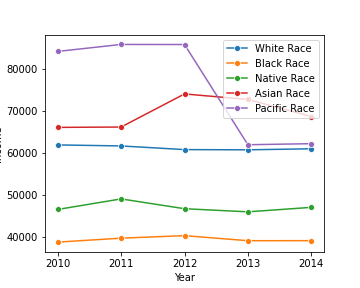 White Race
Black Race
Native Race
Asian Race
Pacific Race
80000
70000
60000
50000
40000
2010
2011
2012
2013
2014
Year